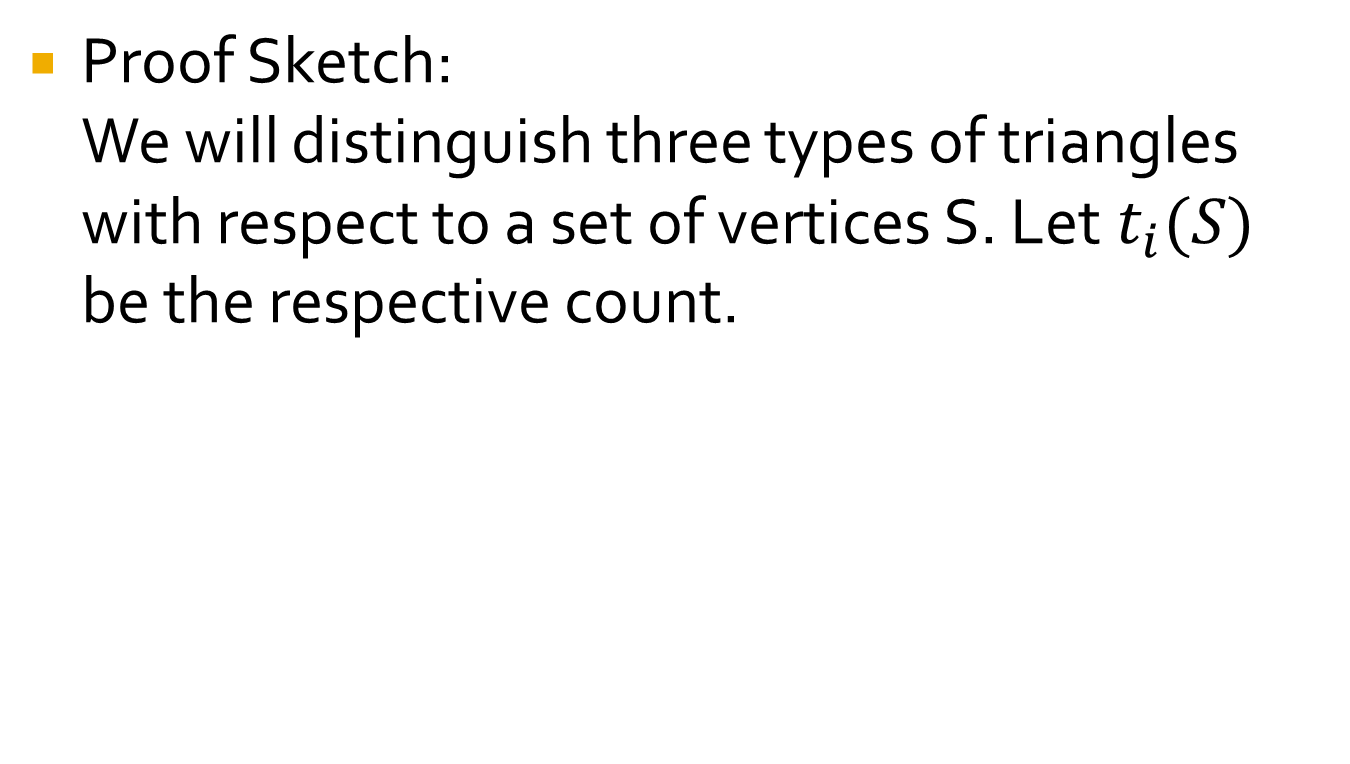 Proof Sketch:
We will distinguish three types of triangles
with respect to a set of vertices S. Let 𝑡ᵢ(𝑆)
be the respective count.